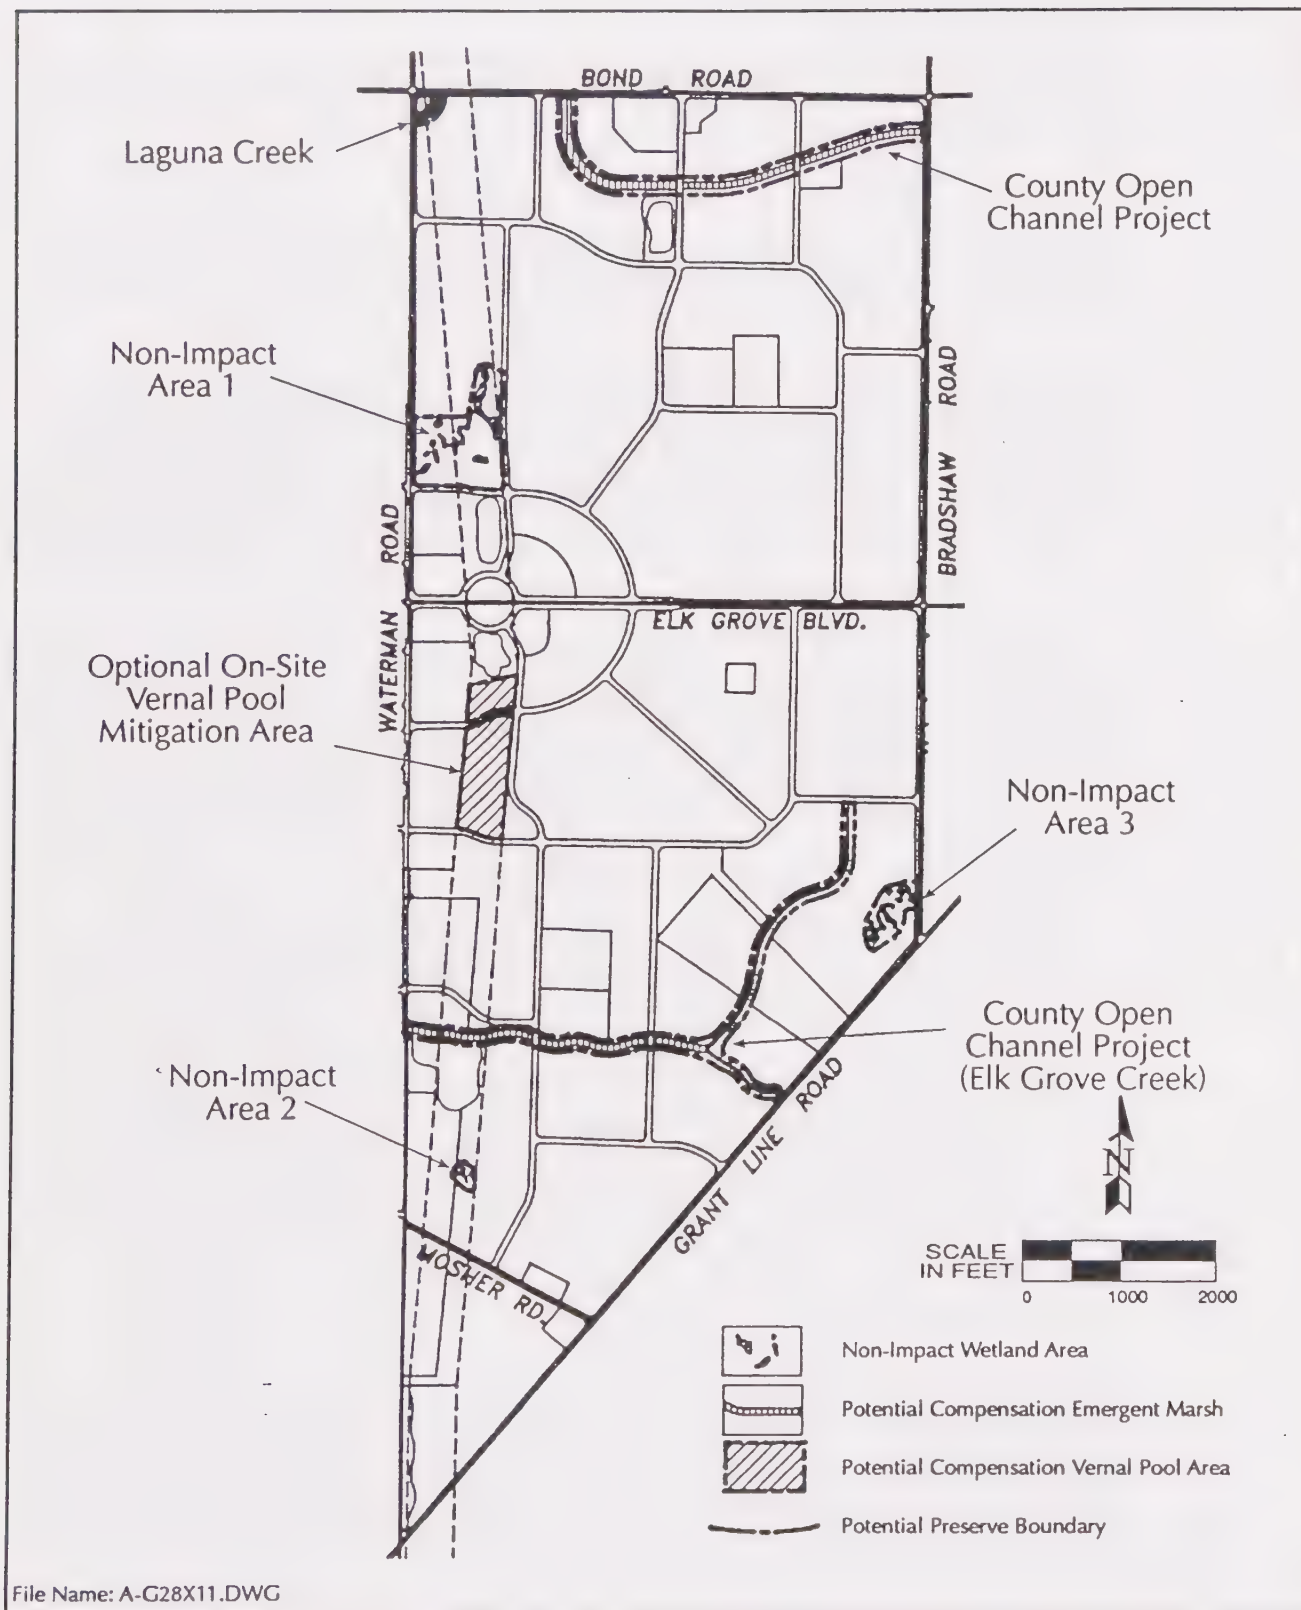 BOND ROAD
Laguna Creek
County Open
Channel Project
Non-Impact
Area 1
WATERMAN ROAD
BRADSHAW ROAD
ELK GROVE BLVD.
Optional On-Site
Vernal Pool
Mitigation Area
Non-Impact
Area 3
County Open
Channel Project
(Elk Grove Creek)
Non-Impact
Area 2
GRANT LINE ROAD
MOSHER RD.
N
SCALE
IN FEET
0 1000 2000
Non-Impact Wetland Area
Potential Compensation Emergent Marsh
Potential Compensation Vernal Pool Area
Potential Preserve Boundary
File Name: A-G28X11.DWG